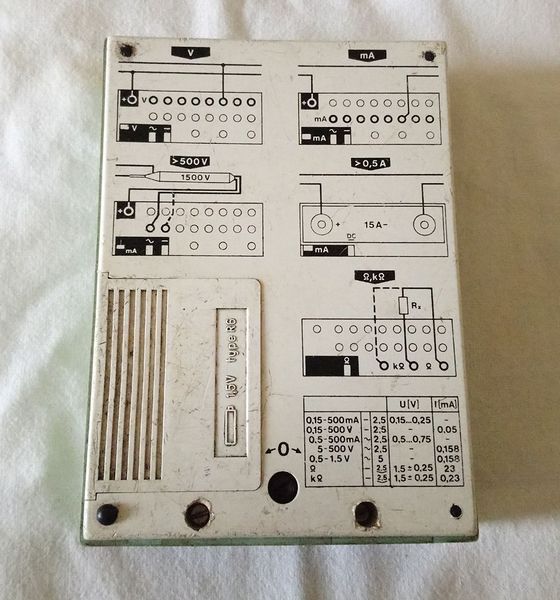 V
mA
+
V
V ~ –
+
mA
mA ~ –
>500 V
>0,5A
1500 V
+
mA ~ –
+ 15A–
DC
mA
Ω,kΩ
Rx
Ω
kΩ Ω
1,5V type R6
-0-
U[V] I[mA]
0,15-500mA – 2,5 0,15...0,25 -
0,15-500 V – 2,5 - 0.05
0,5-500mA ~ 2,5 0,5...0,75 -
5-500 V ~ 2,5 - 0,158
0,5-1,5 V ~ 5 - 0,158
Ω – 2,5 1,5±0,25 23
kΩ – 2,5 1,5±0,25 0,23